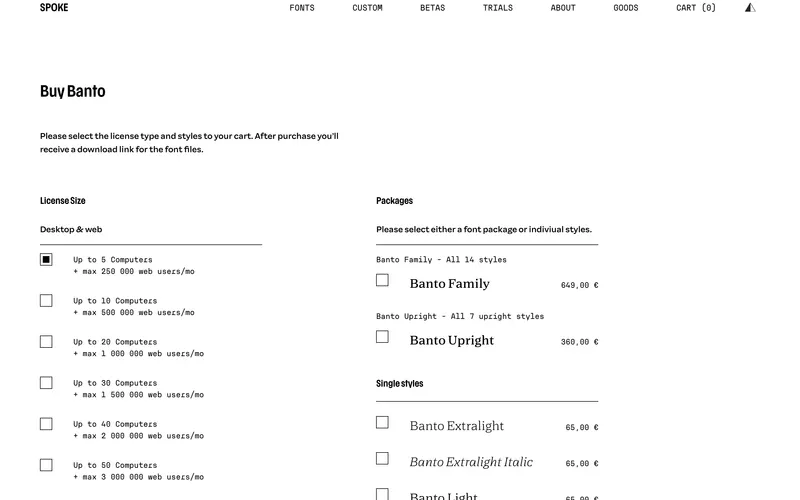 SPOKE
FONTS
CUSTOM
BETAS
TRIALS
ABOUT
GOODS
CART (0)
Buy Banto
Please select the license type and styles to your cart. After purchase you'll
receive a download link for the font files.
License Size
Desktop & web
Up to 5 Computers
+ max 250 000 web users/mo
Up to 10 Computers
+ max 500 000 web users/mo
Up to 20 Computers
+ max 1 000 000 web users/mo
Up to 30 Computers
+ max 1 500 000 web users/mo
Up to 40 Computers
+ max 2 000 000 web users/mo
Up to 50 Computers
+ max 3 000 000 web users/mo
Packages
Please select either a font package or indiviual styles.
Banto Family - All 14 styles
Banto Family 649,00 €
Banto Upright - All 7 upright styles
Banto Upright 360,00 €
Single styles
Banto Extralight 65,00 €
Banto Extralight Italic 65,00 €
Banto Light 65,00 €